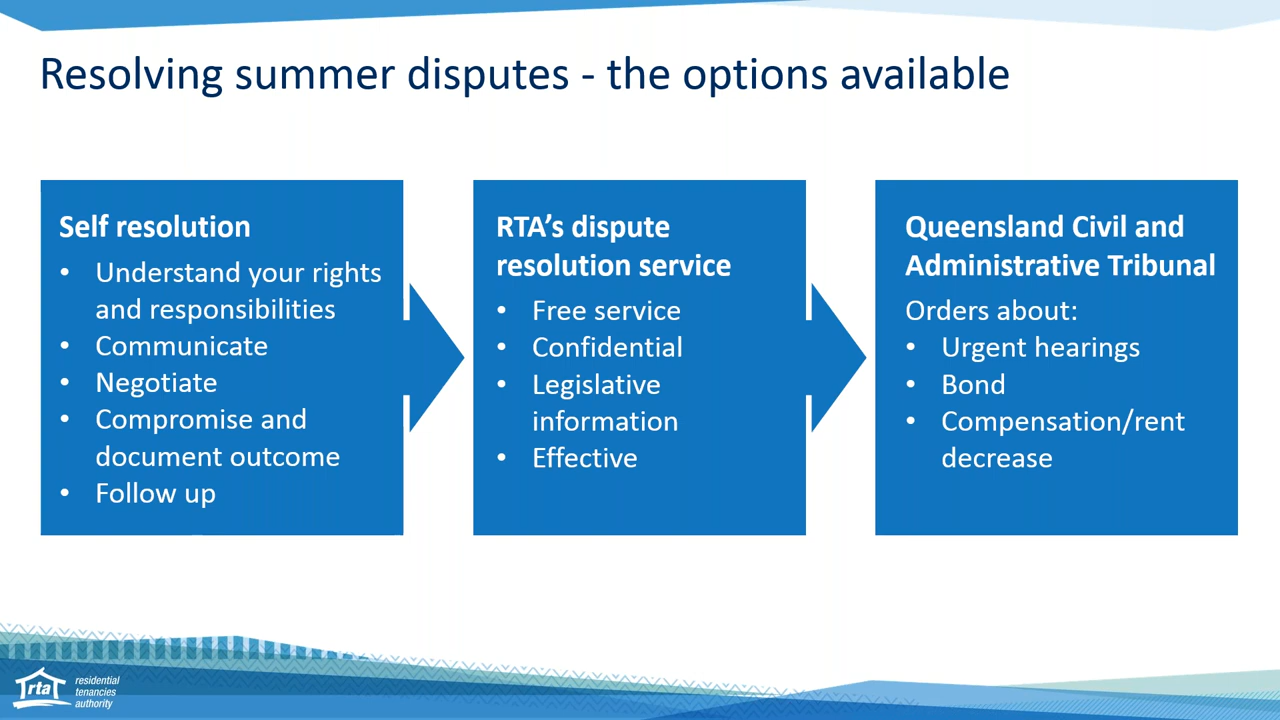 Resolving summer disputes - the options available
Self resolution
• Understand your rights
and responsibilities
• Communicate
• Negotiate
• Compromise and
document outcome
• Follow up
RTA’s dispute
resolution service
• Free service
• Confidential
• Legislative
information
• Effective
Queensland Civil and
Administrative Tribunal
Orders about:
• Urgent hearings
• Bond
• Compensation/rent
decrease
rta
residential
tenancies
authority